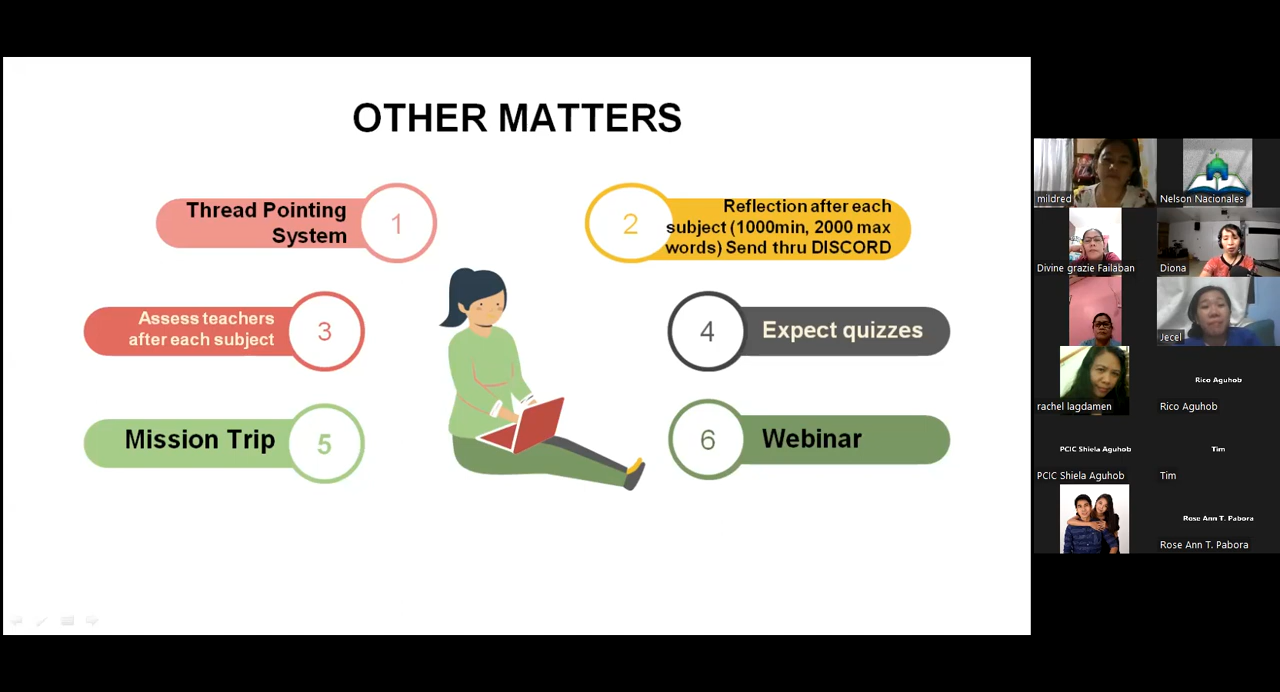 OTHER MATTERS
Thread Pointing
System
1
2
Reflection after each
subject (1000min, 2000 max
words) Send thru DISCORD
Assess teachers
after each subject
3
4
Expect quizzes
Mission Trip
5
6
Webinar
mildred
Nelson Nacionales
Divine grazie Failaban
Diona
Jecel
rachel lagdamen
Rico Aguhob
Rico Aguhob
PCIC Shiela Aguhob
PCIC Shiela Aguhob
Tim
Tim
Rose Ann T. Pabora
Rose Ann T. Pabora